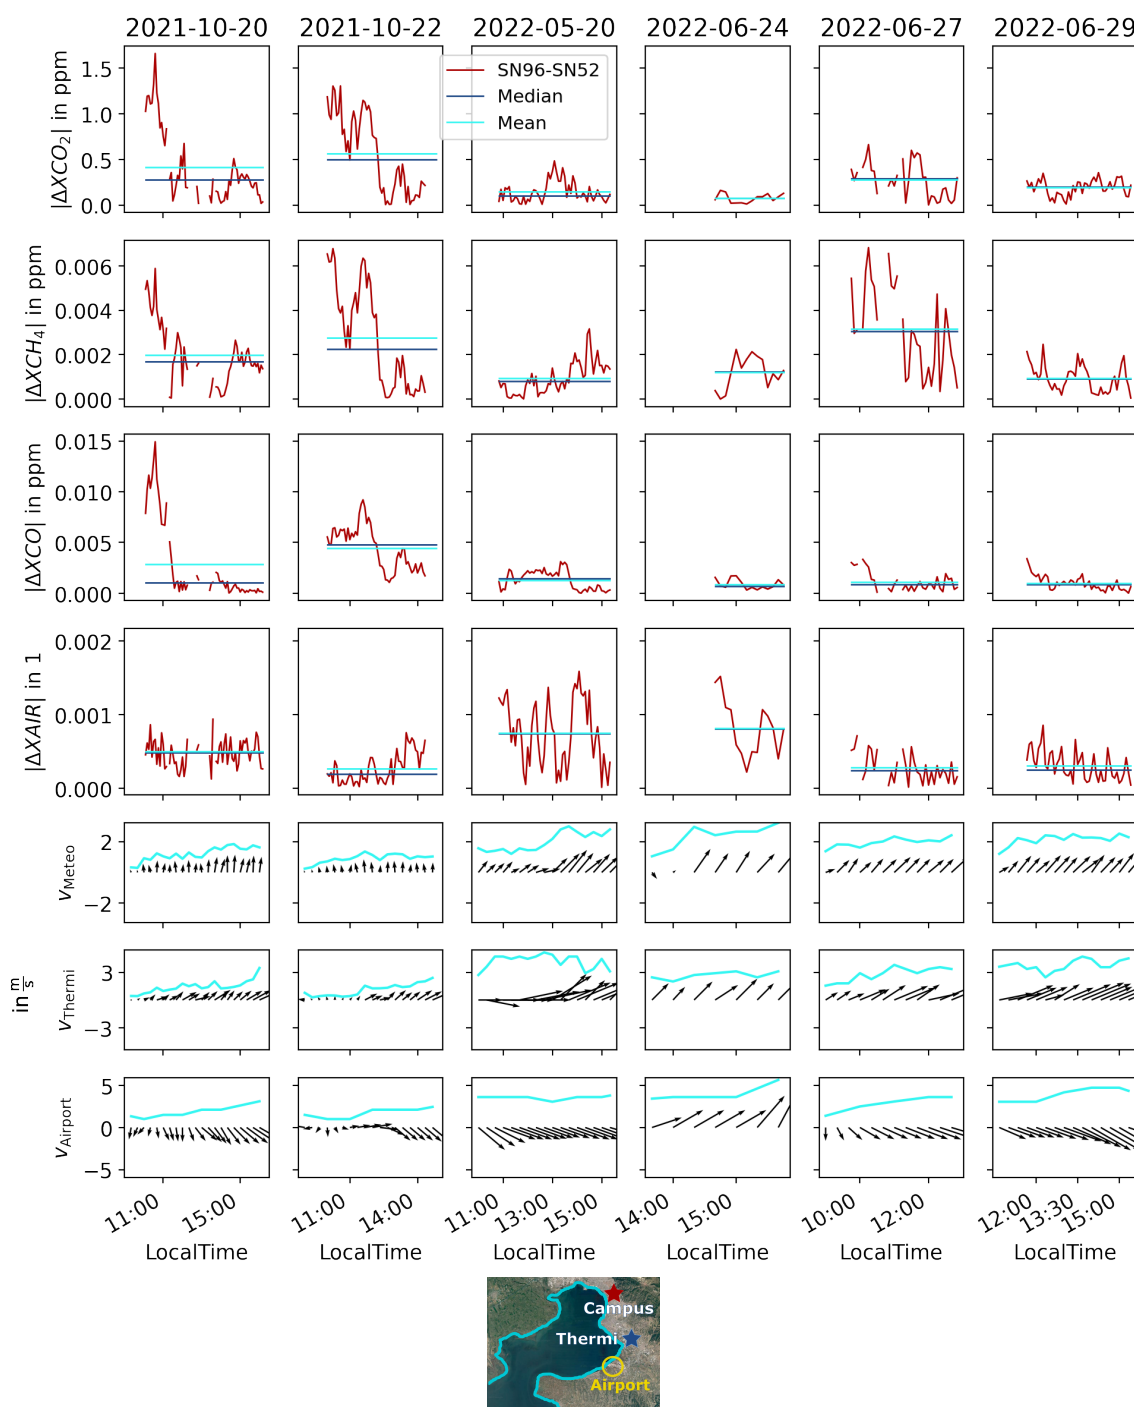 2021-10-20 2021-10-22 2022-05-20 2022-06-24 2022-06-27 2022-06-29
SN96-SN52
Median
Mean
|ΔXCO₂| in ppm
1.5
1.0
0.5
0.0
|ΔXCH₄| in ppm
0.006
0.004
0.002
0.000
|ΔXCO| in ppm
0.015
0.010
0.005
0.000
|ΔXAIR| in 1
0.002
0.001
0.000
v_Meteo
2
−2
in m/s
v_Thermi
3
−3
v_Airport
5
0
−5
11:00 15:00 11:00 14:00 11:00 13:00 15:00 14:00 15:00 10:00 12:00 12:00 13:30 15:00
LocalTime LocalTime LocalTime LocalTime LocalTime LocalTime
Campus
Thermi
Airport